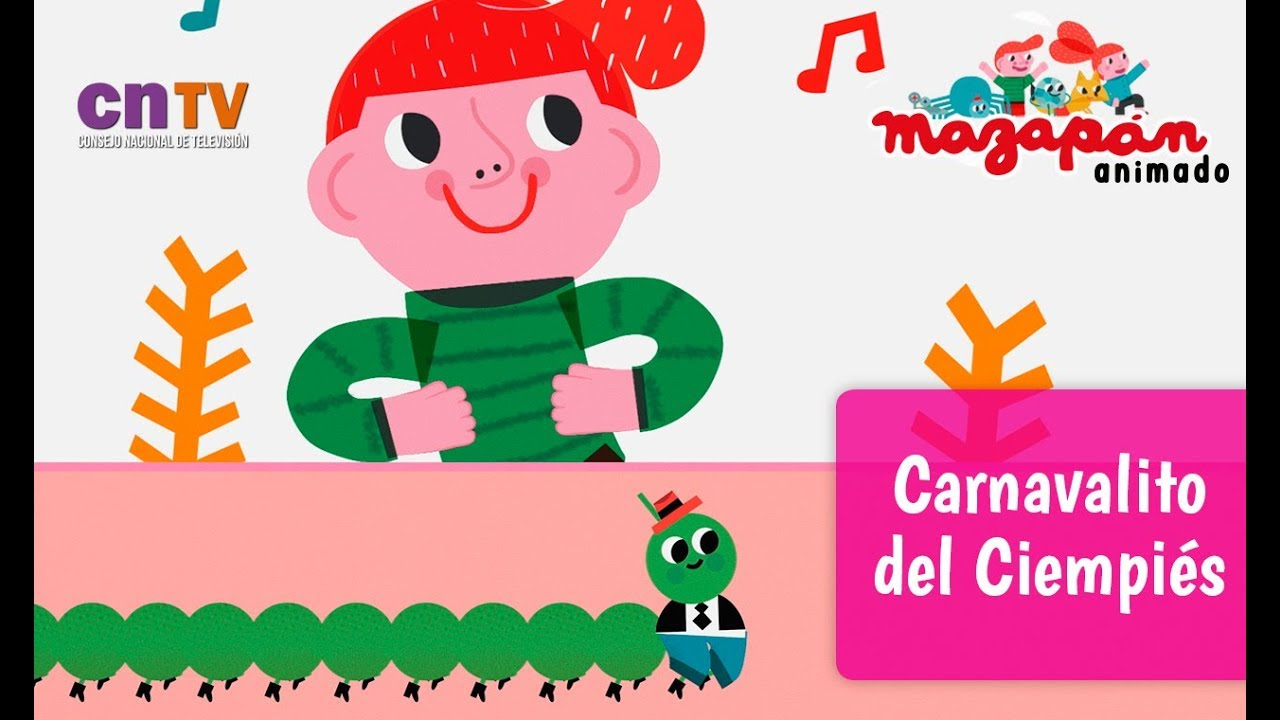 cnTV
CONSEJO NACIONAL DE TELEVISIÓN
mazapán
animado
Carnavalito
del Ciempiés